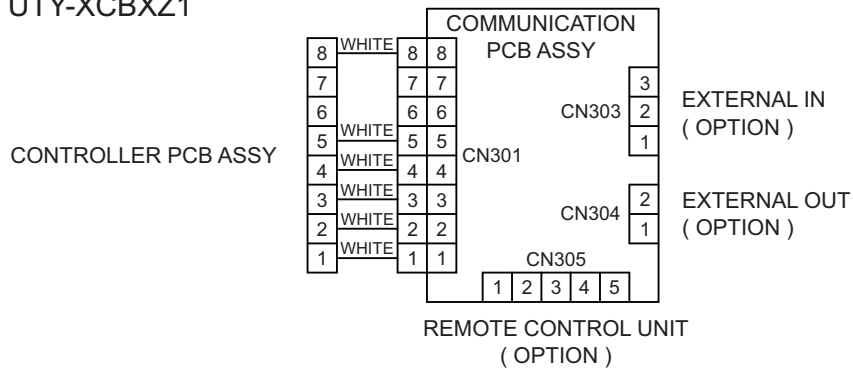 UTY-XCBXZ1
COMMUNICATION
PCB ASSY
8 WHITE 8 8
7 7 7
6 6 6
5 WHITE 5 5
4 WHITE 4 4
3 WHITE 3 3
2 WHITE 2 2
1 WHITE 1 1
CONTROLLER PCB ASSY
CN301
CN303
3
2
1
EXTERNAL IN
( OPTION )
CN304
2
1
EXTERNAL OUT
( OPTION )
CN305
1 2 3 4 5
REMOTE CONTROL UNIT
( OPTION )